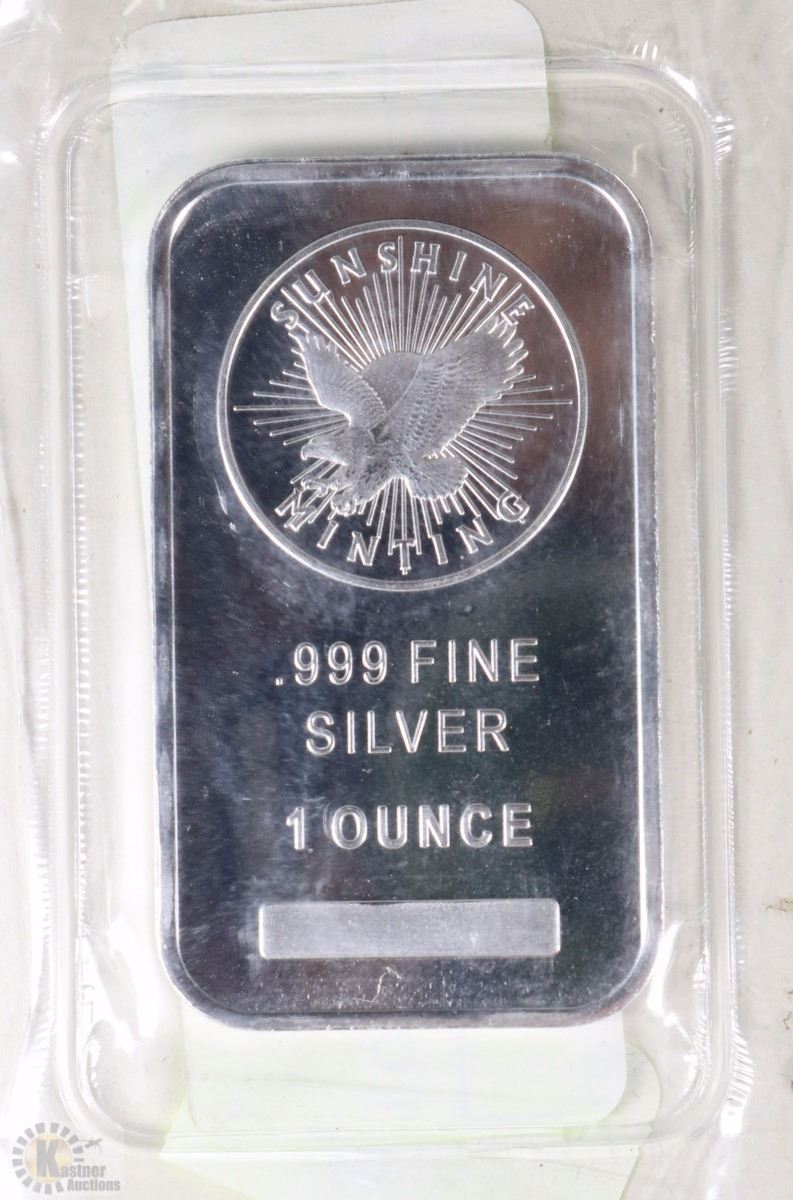 SUNSHINE
MINTING
.999 FINE
SILVER
1 OUNCE
Kastner
Auctions